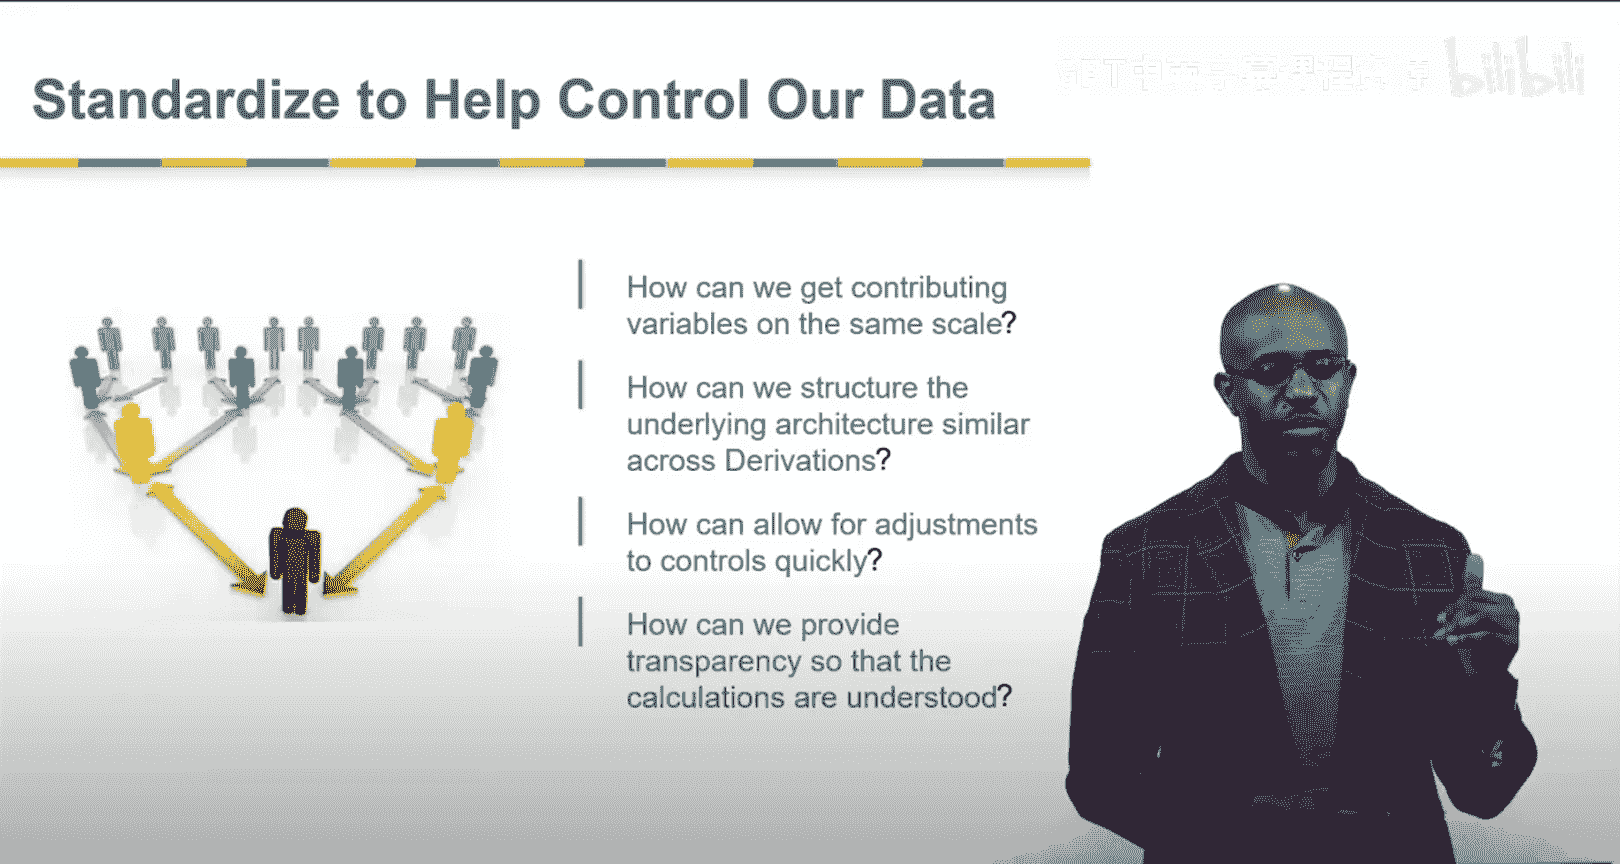 Standardize to Help Control Our Data
bilibili
How can we get contributing
variables on the same scale?
How can we structure the
underlying architecture similar
across Derivations?
How can allow for adjustments
to controls quickly?
How can we provide
transparency so that the
calculations are understood?